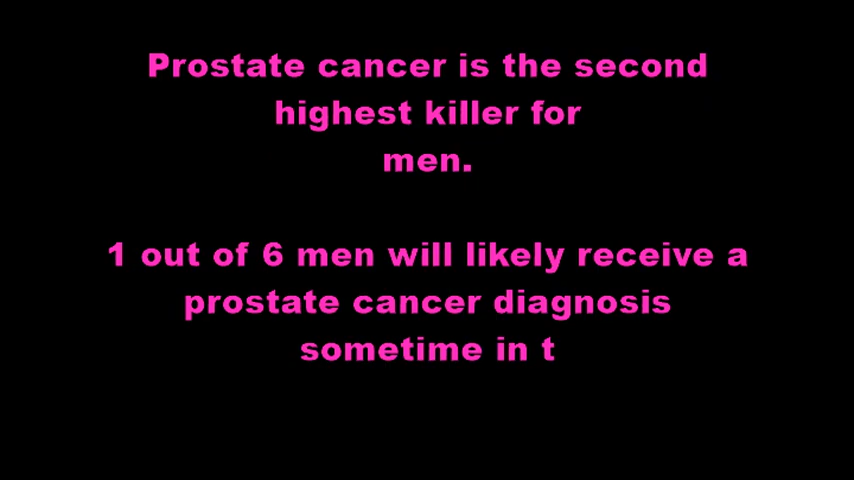 Prostate cancer is the second
highest killer for
men.
1 out of 6 men will likely receive a
prostate cancer diagnosis
sometime in t